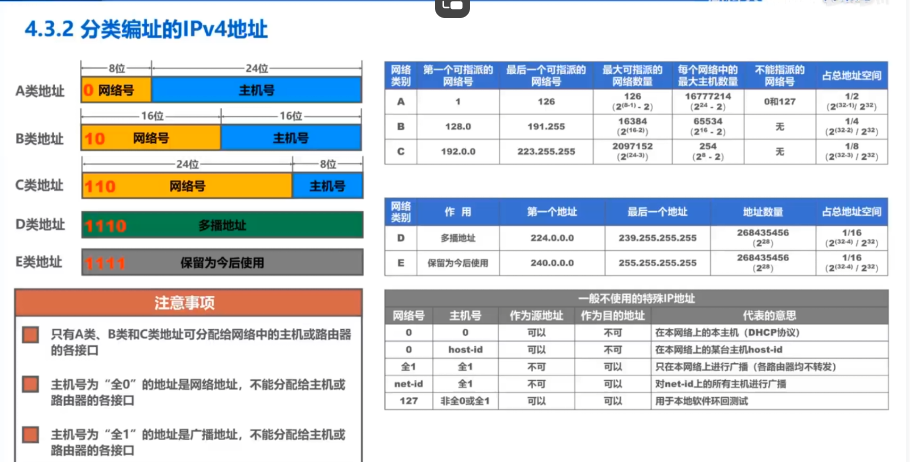 4.3.2 分类编址的IPv4地址
8位 24位
A类地址 0 网络号 主机号
16位 16位
B类地址 10 网络号 主机号
24位 8位
C类地址 110 网络号 主机号
D类地址 1110 多播地址
E类地址 1111 保留为今后使用
注意事项
只有A类、B类和C类地址可分配给网络中的主机或路由器
的各接口
主机号为“全0”的地址是网络地址，不能分配给主机或
路由器的各接口
主机号为“全1”的地址是广播地址，不能分配给主机或
路由器的各接口
网络 第一个可指派的 最后一个可指派的 最大可指派的 每个网络中的 不能指派 占总地址空间
类别 网络号 网络号 网络数量 最大主机数量 的网络号
A 1 126 126 16777214 0和127 1/2
(2(8-1) - 2) (224 - 2) (2(32-1)/ 232)
B 128.0 191.255 16384 65534 无 1/4
(2(16-2)) (216 - 2) (2(32-2) / 232)
C 192.0.0 223.255.255 2097152 254 无 1/8
(2(24-3)) (28 - 2) (2(32-3) / 232)
网络 作 用 第一个地址 最后一个地址 地址数量 占总地址空间
类别
D 多播地址 224.0.0.0 239.255.255.255 268435456 1/16
(228) (2(32-4) / 232)
E 保留为今后使用 240.0.0.0 255.255.255.255 268435456 1/16
(228) (2(32-4) / 232)
一般不使用的特殊IP地址
网络号 主机号 作为源地址 作为目的地址 代表的意思
0 0 可以 不可 在本网络上的本主机（DHCP协议）
0 host-id 可以 不可 在本网络上的某台主机host-id
全1 全1 不可 可以 只在本网络上进行广播（各路由器均不转发）
net-id 全1 不可 可以 对net-id上的所有主机进行广播
127 非全0或全1 可以 可以 用于本地软件环回测试